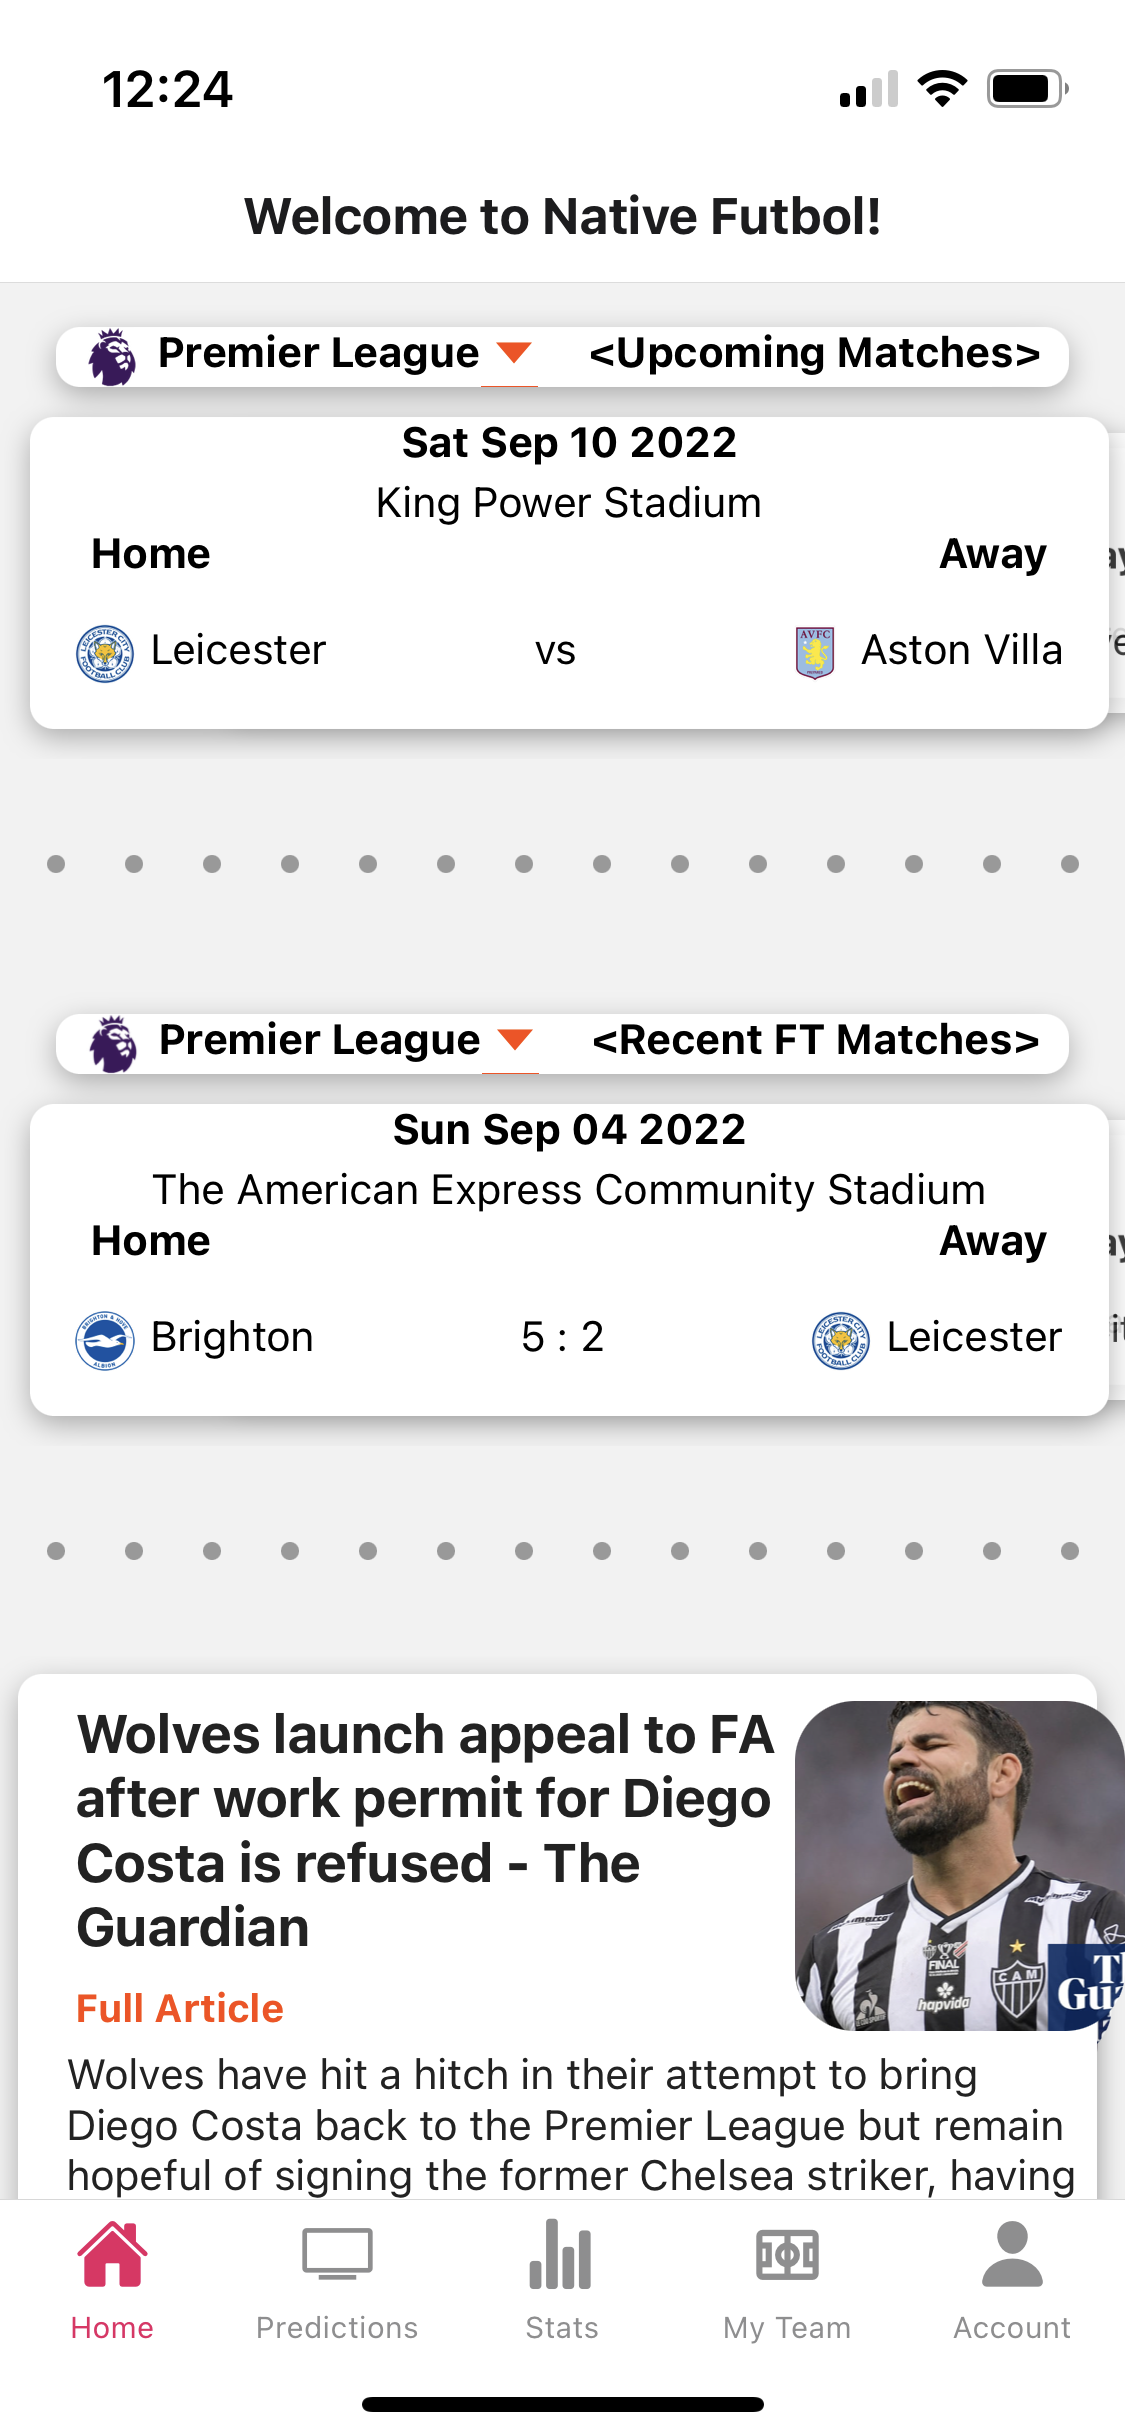 12:24
Welcome to Native Futbol!
Premier League <Upcoming Matches>
Sat Sep 10 2022
King Power Stadium
Home Away
Leicester vs Aston Villa
Premier League <Recent FT Matches>
Sun Sep 04 2022
The American Express Community Stadium
Home Away
Brighton 5 : 2 Leicester
Wolves launch appeal to FA
after work permit for Diego
Costa is refused - The
Guardian
Full Article
FINAL
hapvida
CAM
Wolves have hit a hitch in their attempt to bring
Diego Costa back to the Premier League but remain
hopeful of signing the former Chelsea striker, having
Home Predictions Stats My Team Account